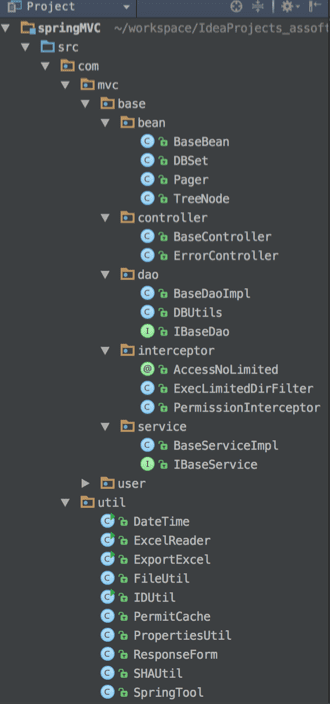 Project
springMVC ~/workspace/IdeaProjects_assoft
src
com
mvc
base
bean
BaseBean
DBSet
Pager
TreeNode
controller
BaseController
ErrorController
dao
BaseDaoImpl
DBUtils
IBaseDao
interceptor
AccessNoLimited
ExecLimitedDirFilter
PermissionInterceptor
service
BaseServiceImpl
IBaseService
user
util
DateTime
ExcelReader
ExportExcel
FileUtil
IDUtil
PermitCache
PropertiesUtil
ResponseForm
SHAUtil
SpringTool